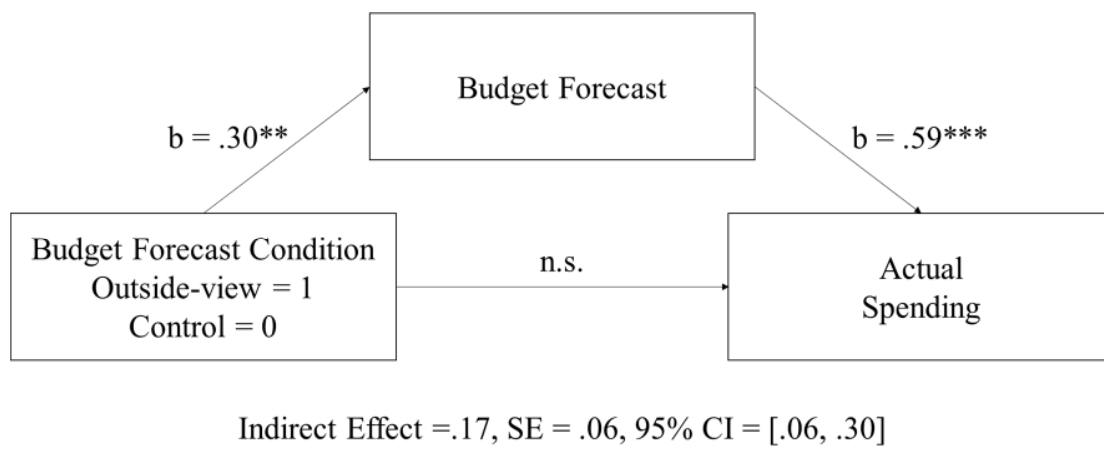 Budget Forecast
b = .30**
b = .59***
Budget Forecast Condition
Outside-view = 1
Control = 0
n.s.
Actual
Spending
Indirect Effect =.17, SE = .06, 95% CI = [.06, .30]